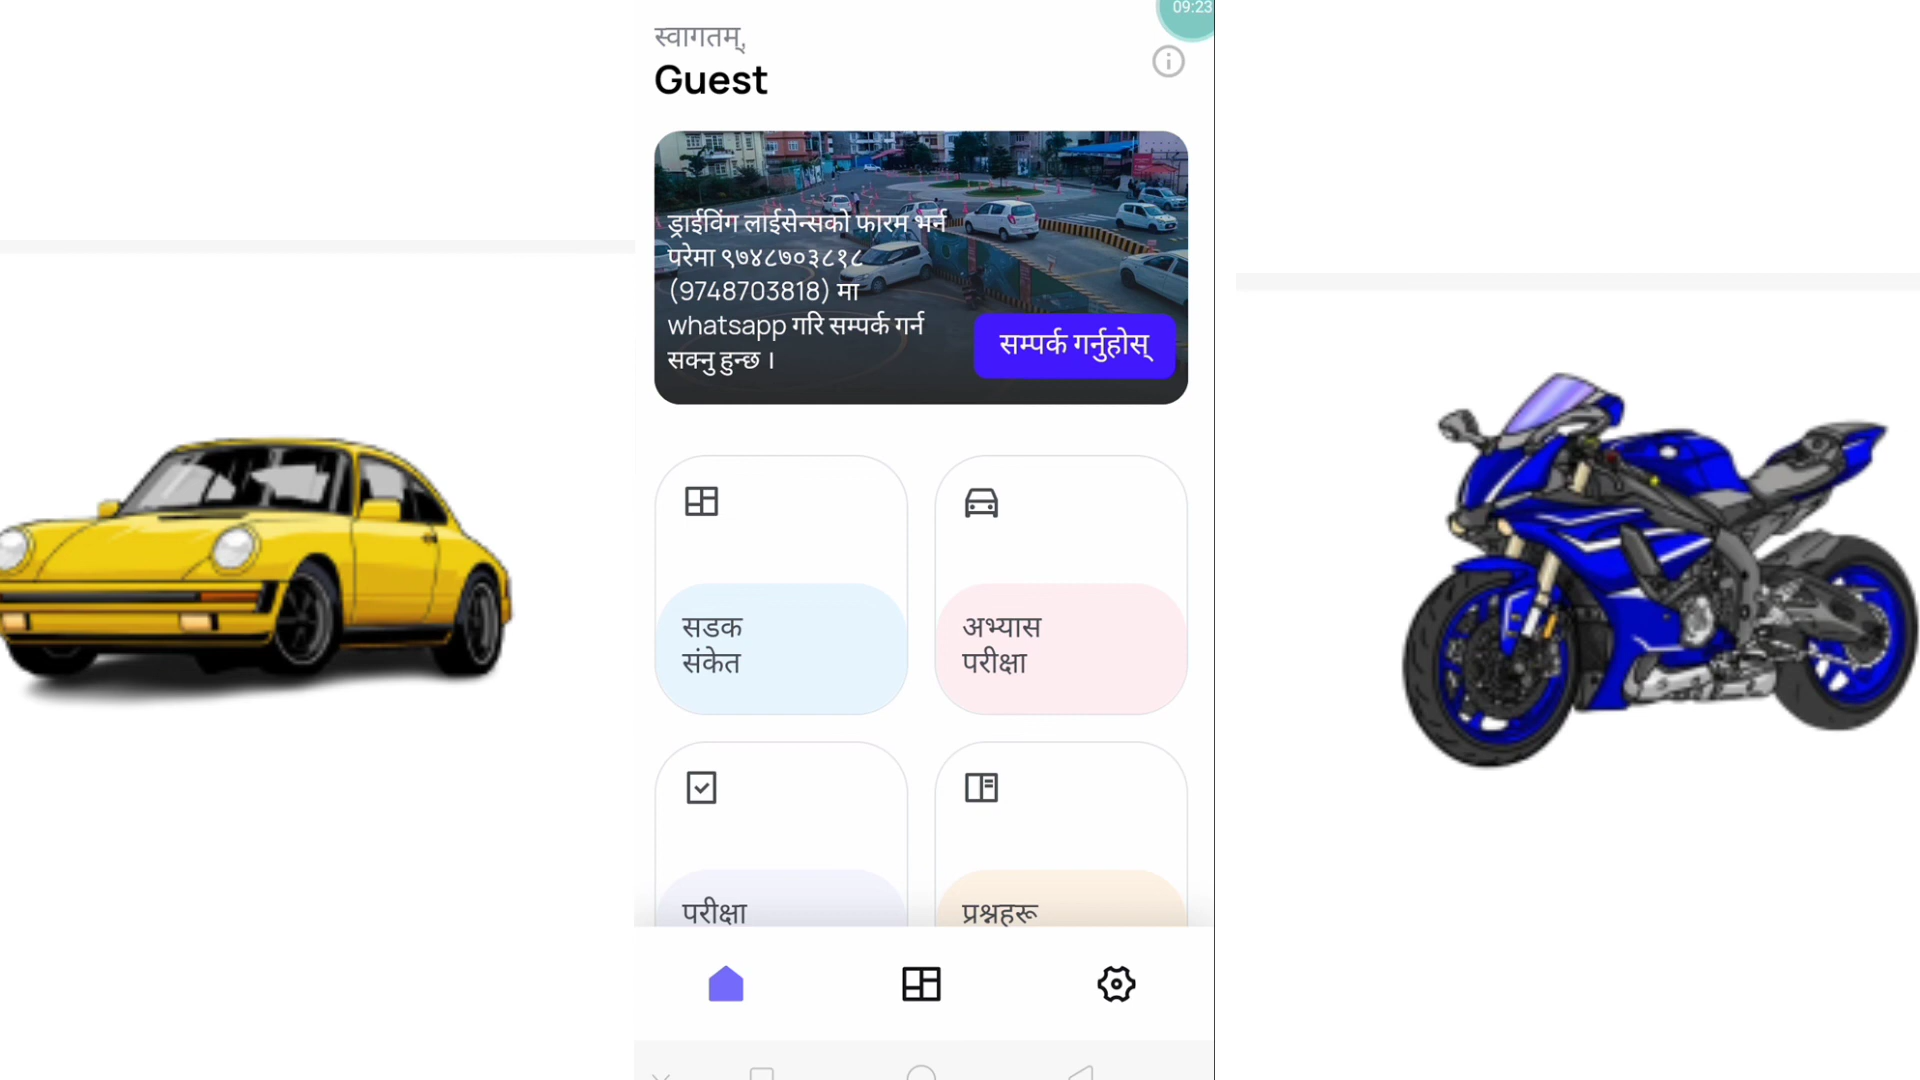 09:23
स्वागतम्,
Guest
ड्राईविंग लाईसेन्सको फारम भर्न
परेमा ९७४८७०३८१८
(9748703818) मा
whatsapp गरि सम्पर्क गर्न
सक्नु हुन्छ ।
सम्पर्क गर्नुहोस्
सडक
संकेत
अभ्यास
परीक्षा
परीक्षा
प्रश्नहरू